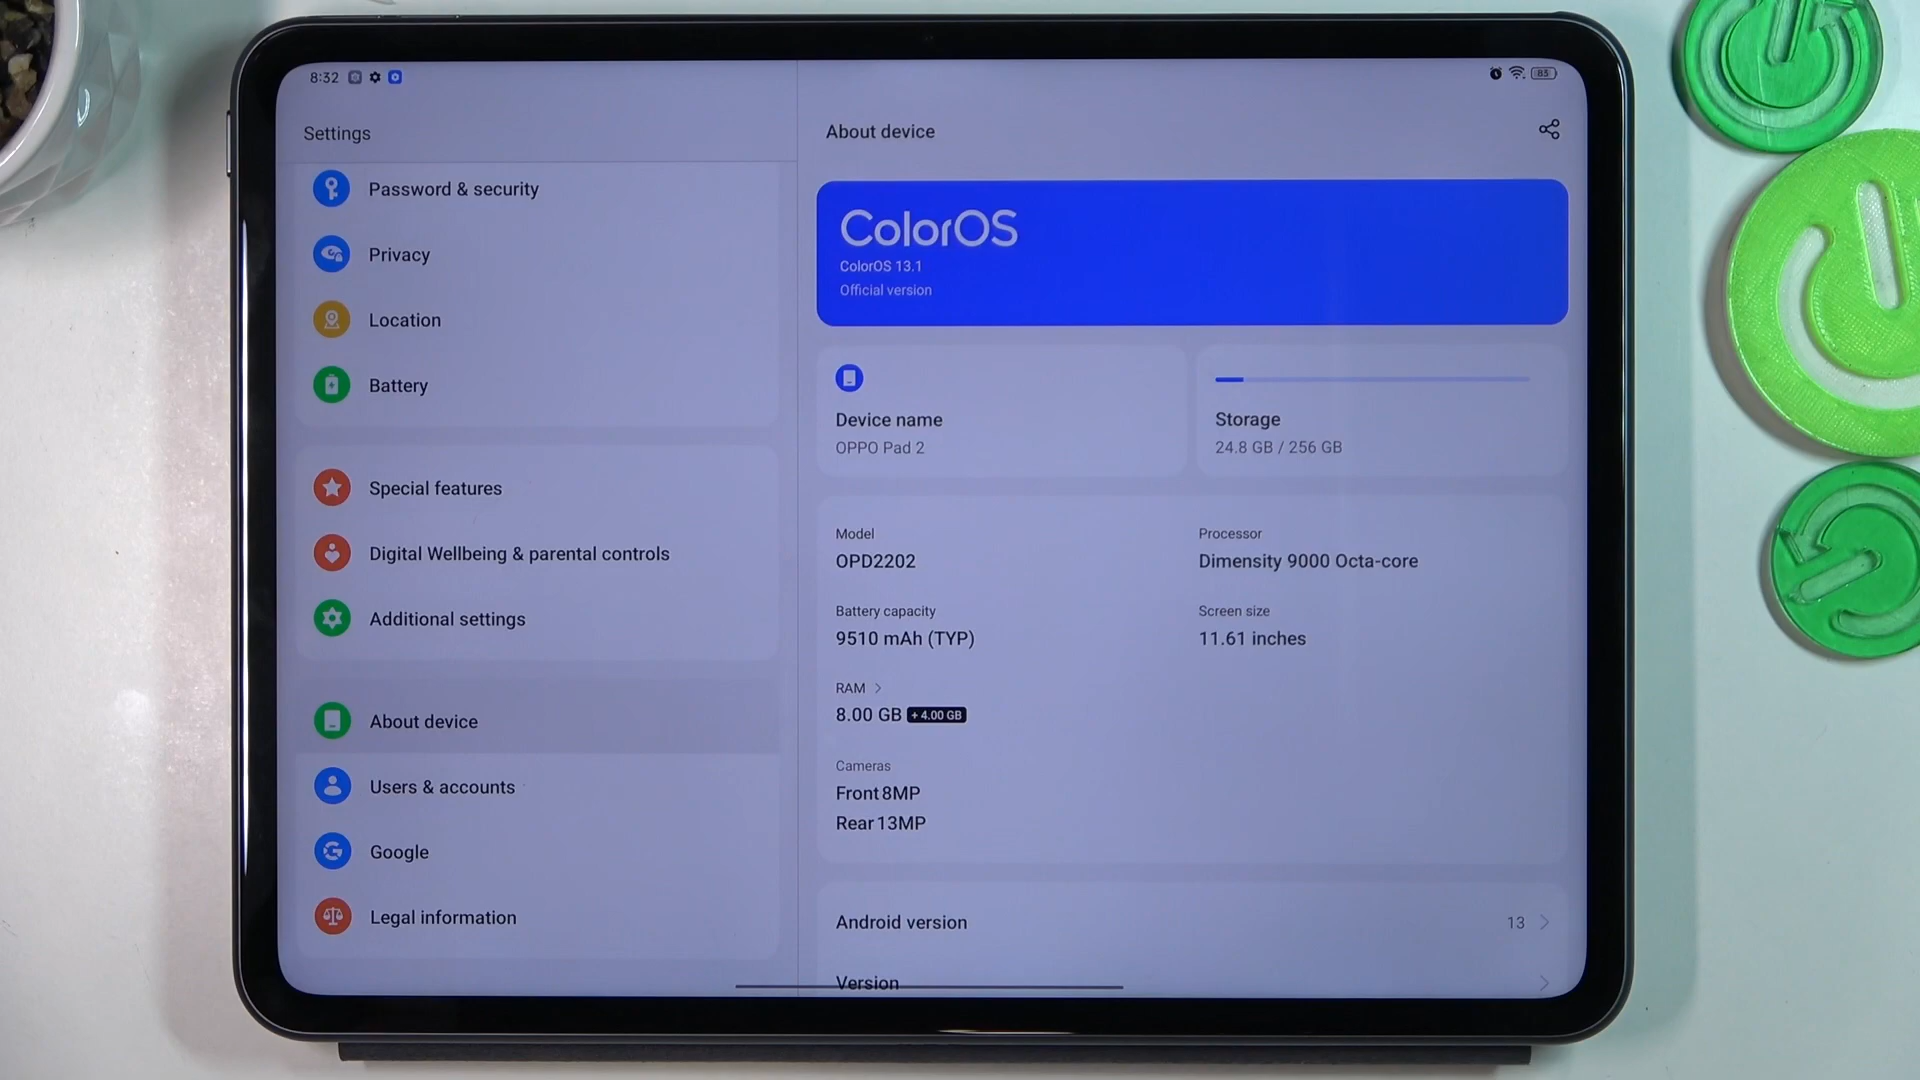 8:32
83
Settings
Password & security
Privacy
Location
Battery
Special features
Digital Wellbeing & parental controls
Additional settings
About device
Users & accounts
Google
Legal information
About device
ColorOS
ColorOS 13.1
Official version
Device name
OPPO Pad 2
Storage
24.8 GB / 256 GB
Model
OPD2202
Processor
Dimensity 9000 Octa-core
Battery capacity
9510 mAh (TYP)
Screen size
11.61 inches
RAM >
8.00 GB + 4.00 GB
Cameras
Front 8MP
Rear 13MP
Android version 13 >
Version >